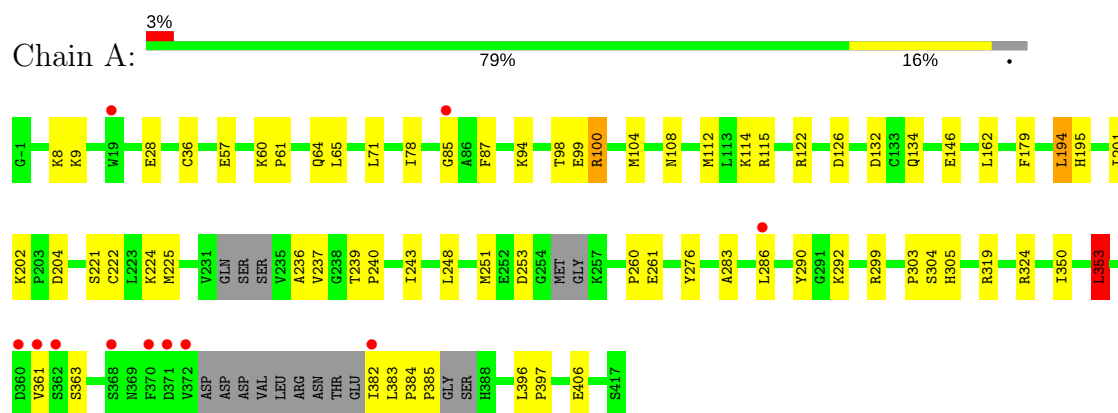 3%
Chain A:
79% 16% •
G-1 K8 K9 W19 E28 C36 E57 K60 P61 Q64 L65 L71 I78 G85 A86 F87 K94 T98 E99 R100 M104 N108 M112 L113 K114 R115 R122 D126 D132 C133 Q134 E146 L162 F179 L194 H195 I201
K202 P203 D204 S221 C222 L223 K224 M225 V231 GLN SER SER V235 A236 V237 G238 T239 P240 I243 L248 M251 E252 D253 G254 MET GLY K257 P260 E261 Y276 A283 L286 Y290 G291 K292 R299 P303 S304 H305 R319 R324 I350 L353
D360 V361 S362 S363 S368 N369 F370 D371 V372 ASP ASP ASP VAL LEU ARG ASN THR GLU I382 L383 P384 P385 GLY SER H388 L396 P397 E406 S417